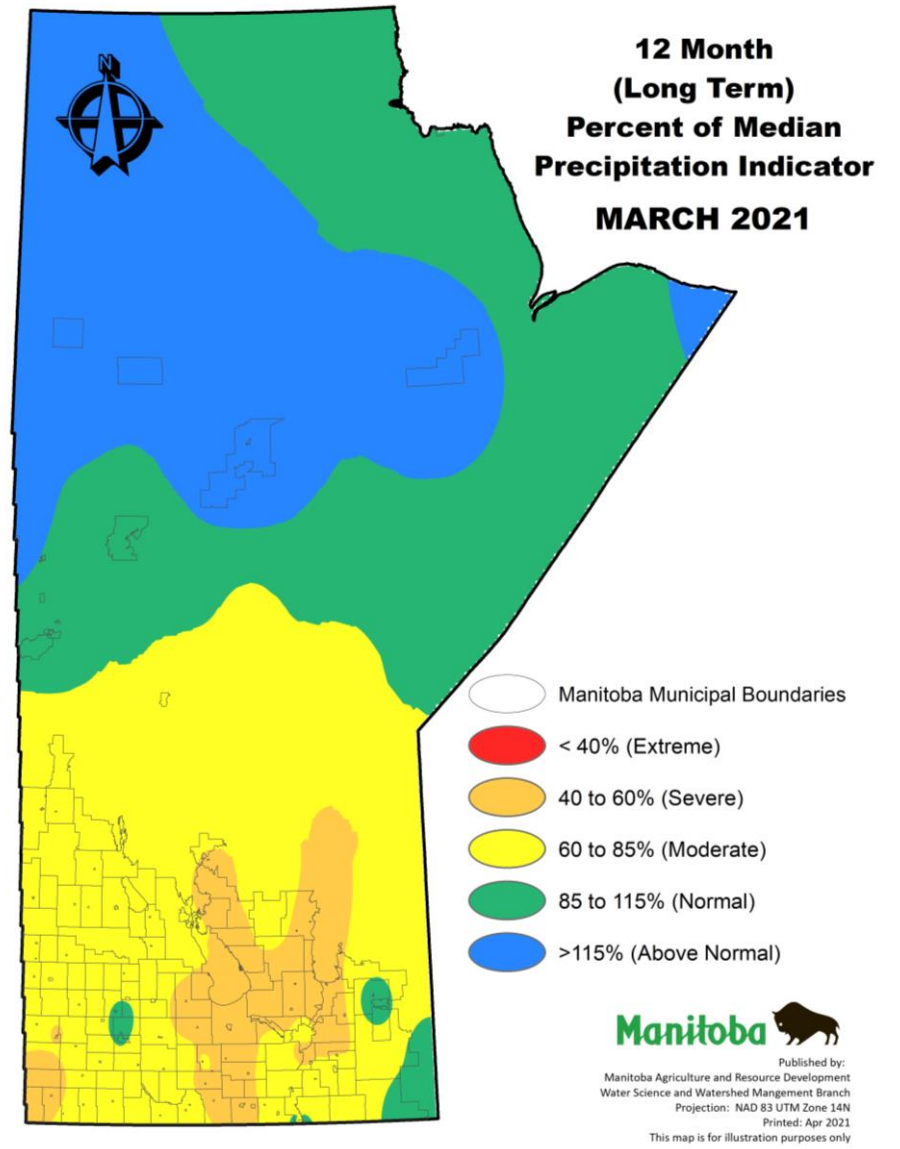 N
12 Month
(Long Term)
Percent of Median
Precipitation Indicator
MARCH 2021
Manitoba Municipal Boundaries
< 40% (Extreme)
40 to 60% (Severe)
60 to 85% (Moderate)
85 to 115% (Normal)
>115% (Above Normal)
Manitoba
Published by:
Manitoba Agriculture and Resource Development
Water Science and Watershed Mangement Branch
Projection: NAD 83 UTM Zone 14N
Printed: Apr 2021
This map is for illustration purposes only